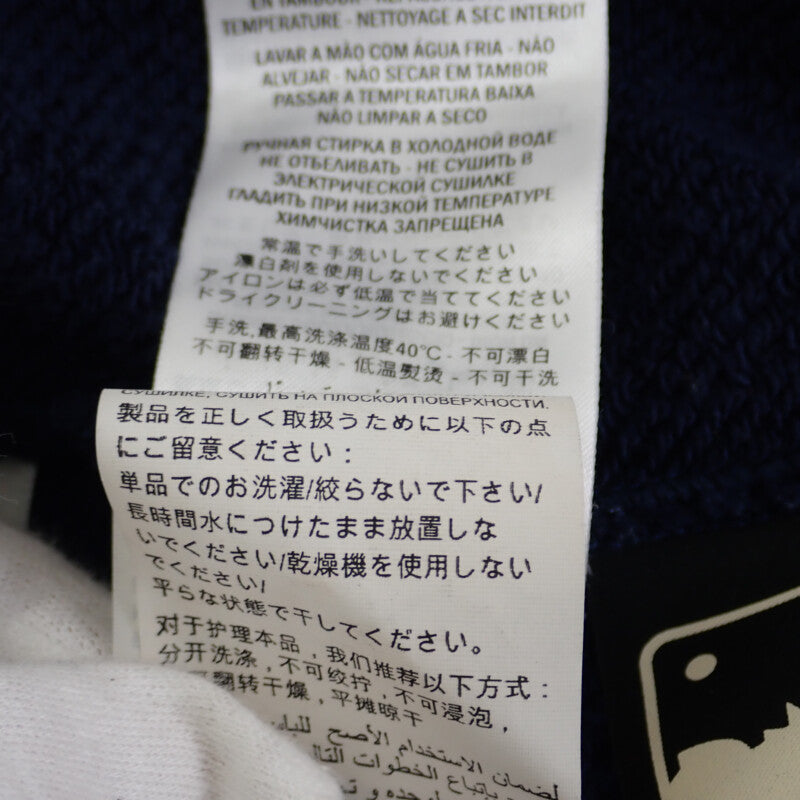 TEMPERATURE - NETTOYAGE A SEC INTERDIT
LAVAR A MÃO COM ÁGUA FRIA - NÃO
ALVEJAR - NÃO SECAR EM TAMBOR
PASSAR A TEMPERATURA BAIXA
NÃO LIMPAR A SECO
РУЧНАЯ СТИРКА В ХОЛОДНОЙ ВОДЕ
НЕ ОТБЕЛИВАТЬ - НЕ СУШИТЬ В
ЭЛЕКТРИЧЕСКОЙ СУШИЛКЕ
ГЛАДИТЬ ПРИ НИЗКОЙ ТЕМПЕРАТУРЕ
ХИМЧИСТКА ЗАПРЕЩЕНА
常温で手洗いしてください
漂白剤を使用しないでください
アイロンは必ず低温で当ててください
ドライクリーニングはお避けください
手洗,最高洗涤温度40℃ - 不可漂白
不可翻转干燥 - 低温熨烫 - 不可干洗
СУШИЛКЕ, СУШИТЬ НА ПЛОСКОЙ ПОВЕРХНОСТИ.
製品を正しく取扱うために以下の点
にご留意ください：
単品でのお洗濯/絞らないで下さい/
長時間水につけたまま放置しな
いでください/乾燥機を使用しない
でください/
平らな状態で干してください。
对于护理本品，我们推荐以下方式：
分开洗涤，不可绞拧，不可浸泡，
翻转干燥，平摊晾干
لضمان الاستخدام الأصح
باتباع الخطوات